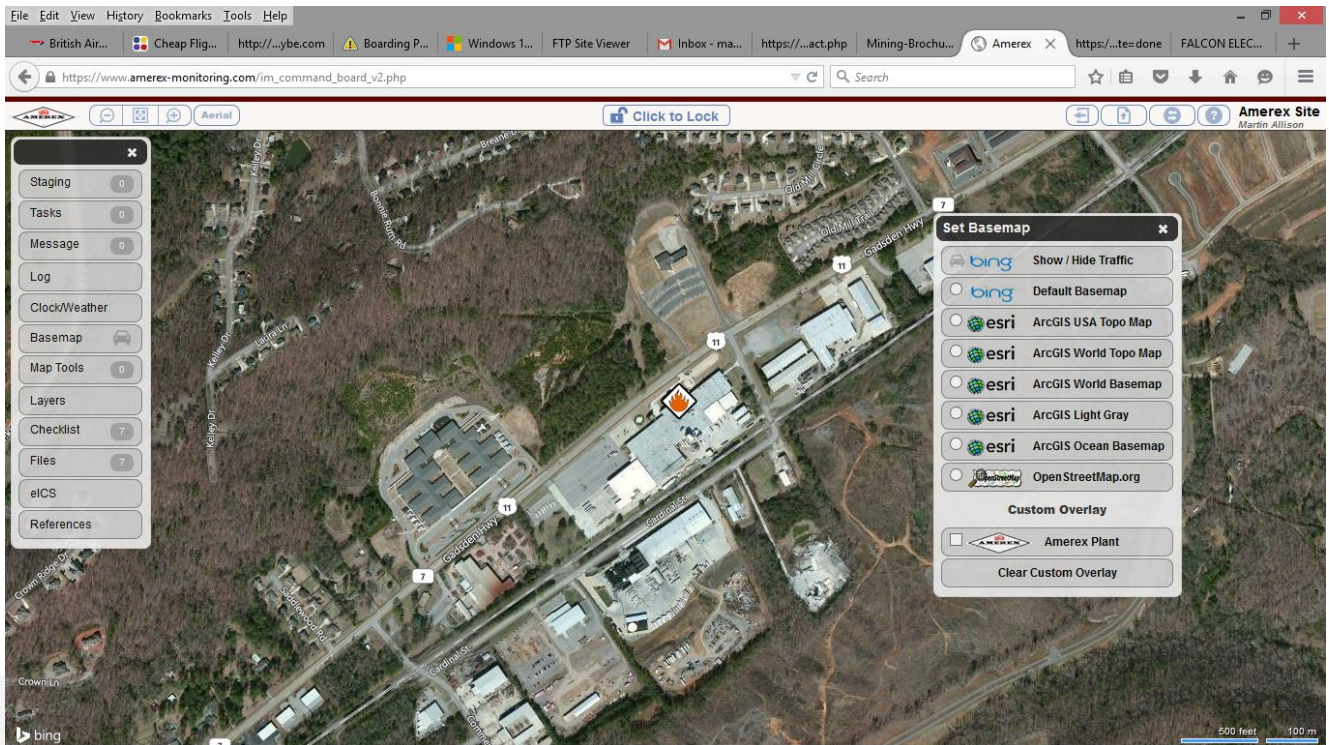 File Edit View History Bookmarks Tools Help
British Air... Cheap Flig... http://...ybe.com Boarding P... Windows 1... FTP Site Viewer Inbox - ma... https://...act.php Mining-Brochu... Amerex https:/...te=done FALCON ELEC...
https://www.amerex-monitoring.com/im_command_board_v2.php Search
AMEREX Aerial Click to Lock Amerex Site
Martin Allison
Staging 0
Tasks 0
Message 0
Log
Clock/Weather
Basemap
Map Tools 0
Layers
Checklist 7
Files 7
eICS
References
Set Basemap
bing Show / Hide Traffic
bing Default Basemap
esri ArcGIS USA Topo Map
esri ArcGIS World Topo Map
esri ArcGIS World Basemap
esri ArcGIS Light Gray
esri ArcGIS Ocean Basemap
OpenStreetMap OpenStreetMap.org
Custom Overlay
AMEREX Amerex Plant
Clear Custom Overlay
Kelley Dr
Bonnie Ruth Rd
Old Mill Circle
Old Mill Trail
Gadsden Hwy
7
11
11
Laura Ln
Kelley Dr
Kelley Dr
11
Gadsden Hwy
Cardinal St
7
Crown Ridge Dr
Saddlewood Rd
Cardinal St
Crown Ln
7
bing
500 feet 100 m